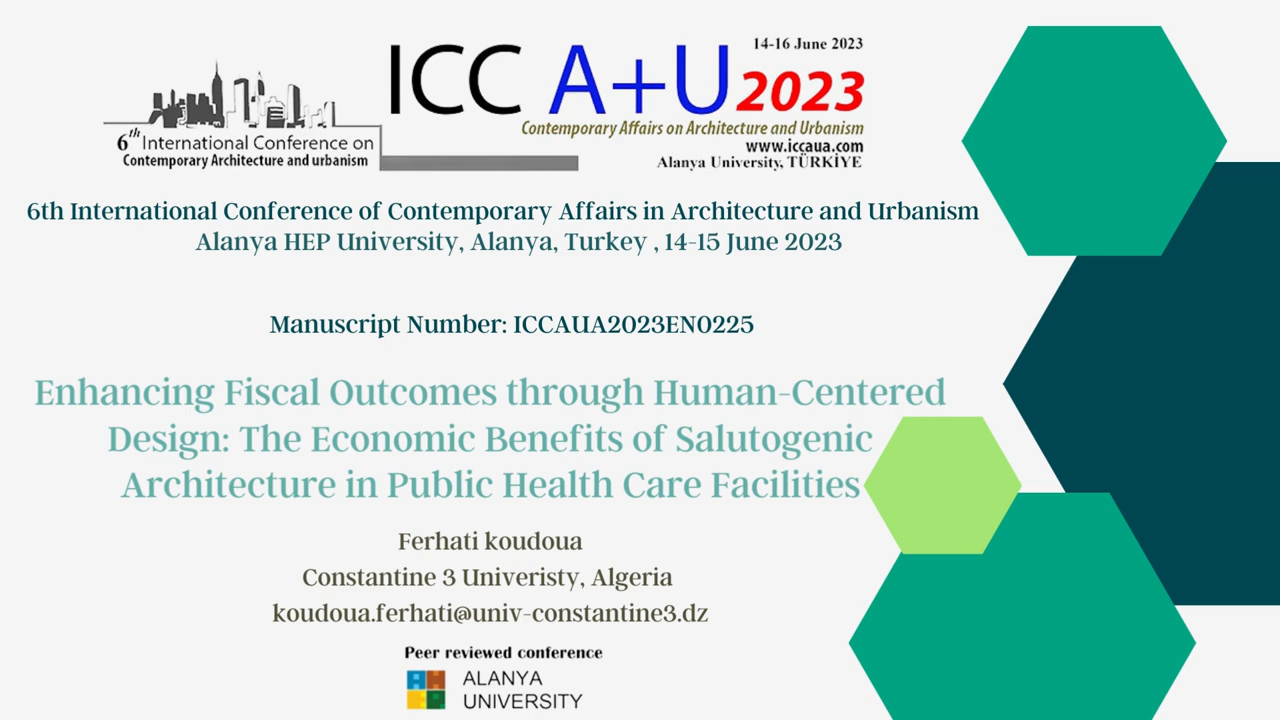 14-16 June 2023
ICC A+U 2023
Contemporary Affairs on Architecture and Urbanism
www.iccaua.com
Alanya University, TÜRKİYE
6th International Conference on
Contemporary Architecture and urbanism
6th International Conference of Contemporary Affairs in Architecture and Urbanism
Alanya HEP University, Alanya, Turkey , 14-15 June 2023
Manuscript Number: ICCAUA2023EN0225
Enhancing Fiscal Outcomes through Human-Centered
Design: The Economic Benefits of Salutogenic
Architecture in Public Health Care Facilities
Ferhati koudoua
Constantine 3 Univeristy, Algeria
koudoua.ferhati@univ-constantine3.dz
Peer reviewed conference
ALANYA
UNIVERSITY